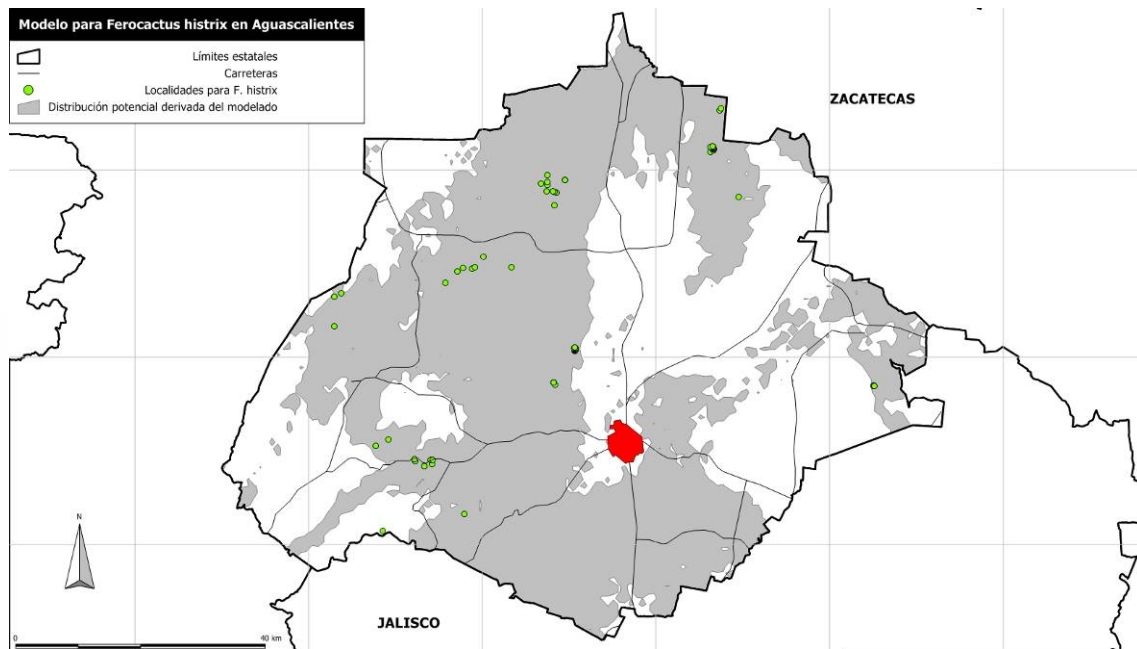 Modelo para Ferocactus histrix en Aguascalientes
Límites estatales
Carreteras
Localidades para F. histrix
Distribución potencial derivada del modelado
ZACATECAS
N
JALISCO
0 40 km